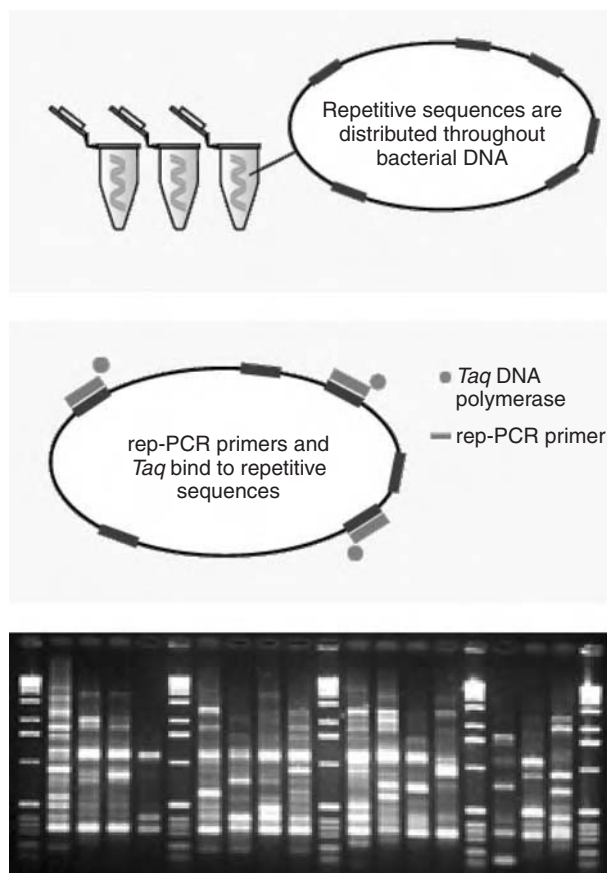 Repetitive sequences are
distributed throughout
bacterial DNA
rep-PCR primers and
Taq bind to repetitive
sequences
Taq DNA
polymerase
rep-PCR primer